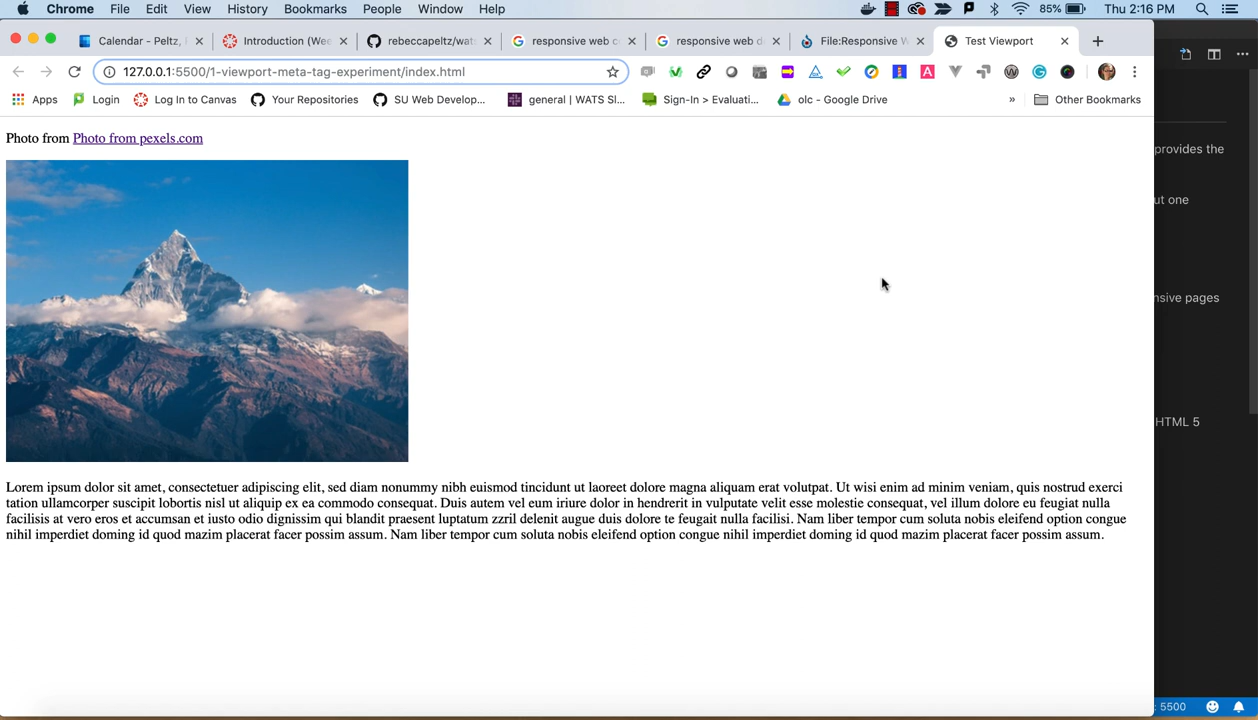 Chrome File Edit View History Bookmarks People Window Help 85% Thu 2:16 PM
Calendar - Peltz, Introduction (Wee rebeccapeltz/wat responsive web c responsive web d File:Responsive W Test Viewport
127.0.0.1:5500/1-viewport-meta-tag-experiment/index.html
Apps Login Log In to Canvas Your Repositories SU Web Develop... general | WATS Sl... Sign-In > Evaluati... olc - Google Drive » Other Bookmarks
Photo from Photo from pexels.com
provides the
ut one
nsive pages
HTML 5
Lorem ipsum dolor sit amet, consectetuer adipiscing elit, sed diam nonummy nibh euismod tincidunt ut laoreet dolore magna aliquam erat volutpat. Ut wisi enim ad minim veniam, quis nostrud exerci
tation ullamcorper suscipit lobortis nisl ut aliquip ex ea commodo consequat. Duis autem vel eum iriure dolor in hendrerit in vulputate velit esse molestie consequat, vel illum dolore eu feugiat nulla
facilisis at vero eros et accumsan et iusto odio dignissim qui blandit praesent luptatum zzril delenit augue duis dolore te feugait nulla facilisi. Nam liber tempor cum soluta nobis eleifend option congue
nihil imperdiet doming id quod mazim placerat facer possim assum. Nam liber tempor cum soluta nobis eleifend option congue nihil imperdiet doming id quod mazim placerat facer possim assum.
: 5500